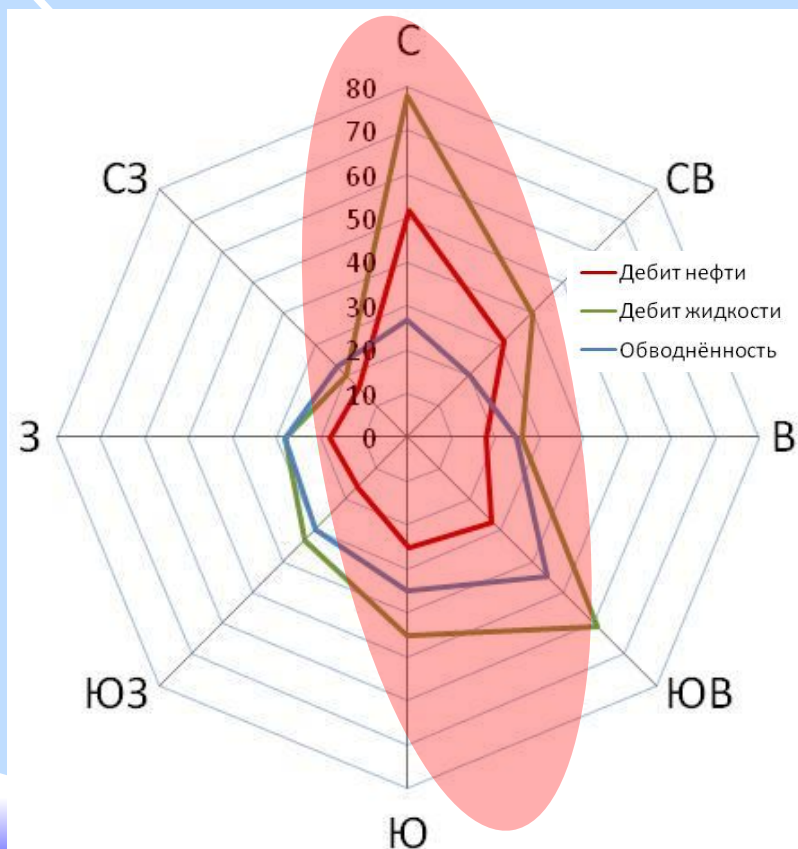 С
80
70
СЗ
СВ
60
50
40
Дебит нефти
30
Дебит жидкости
20
Обводнённость
10
З
0
В
ЮЗ
ЮВ
Ю